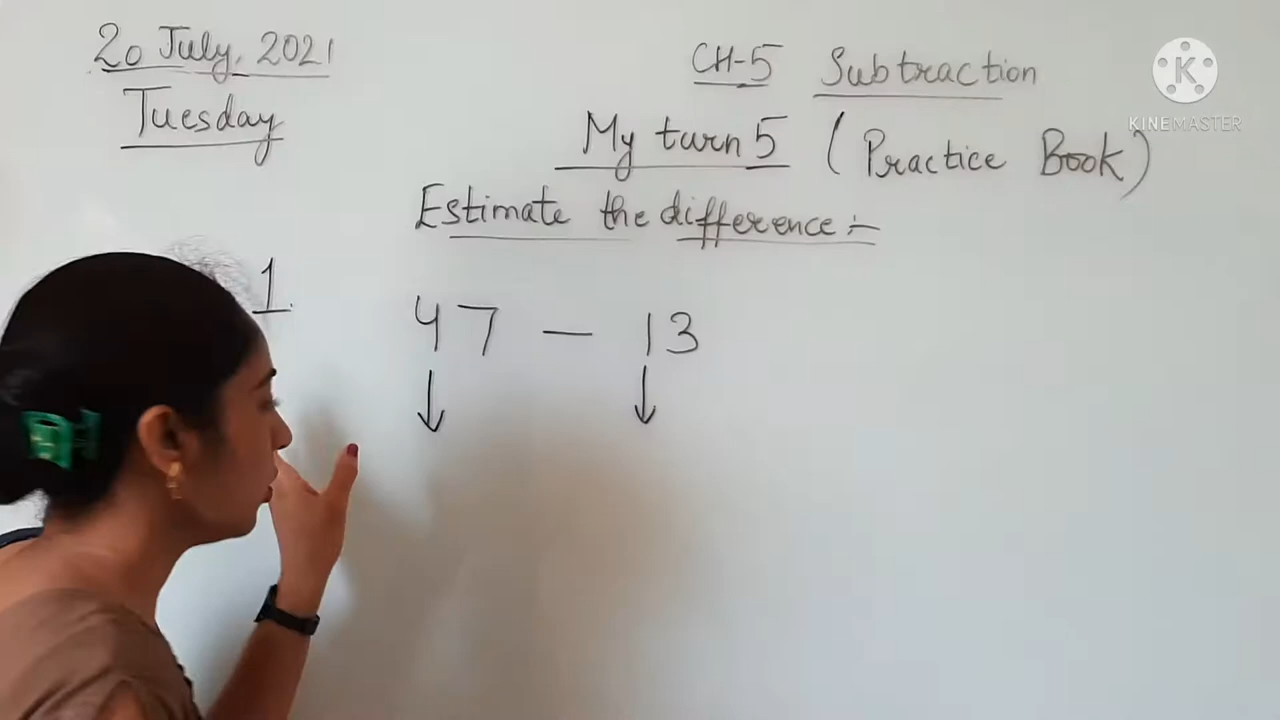 20 July, 2021
Tuesday
CH-5 Subtraction
My turn 5 (Practice Book)
Estimate the difference :-
1.
47 — 13
KINEMASTER